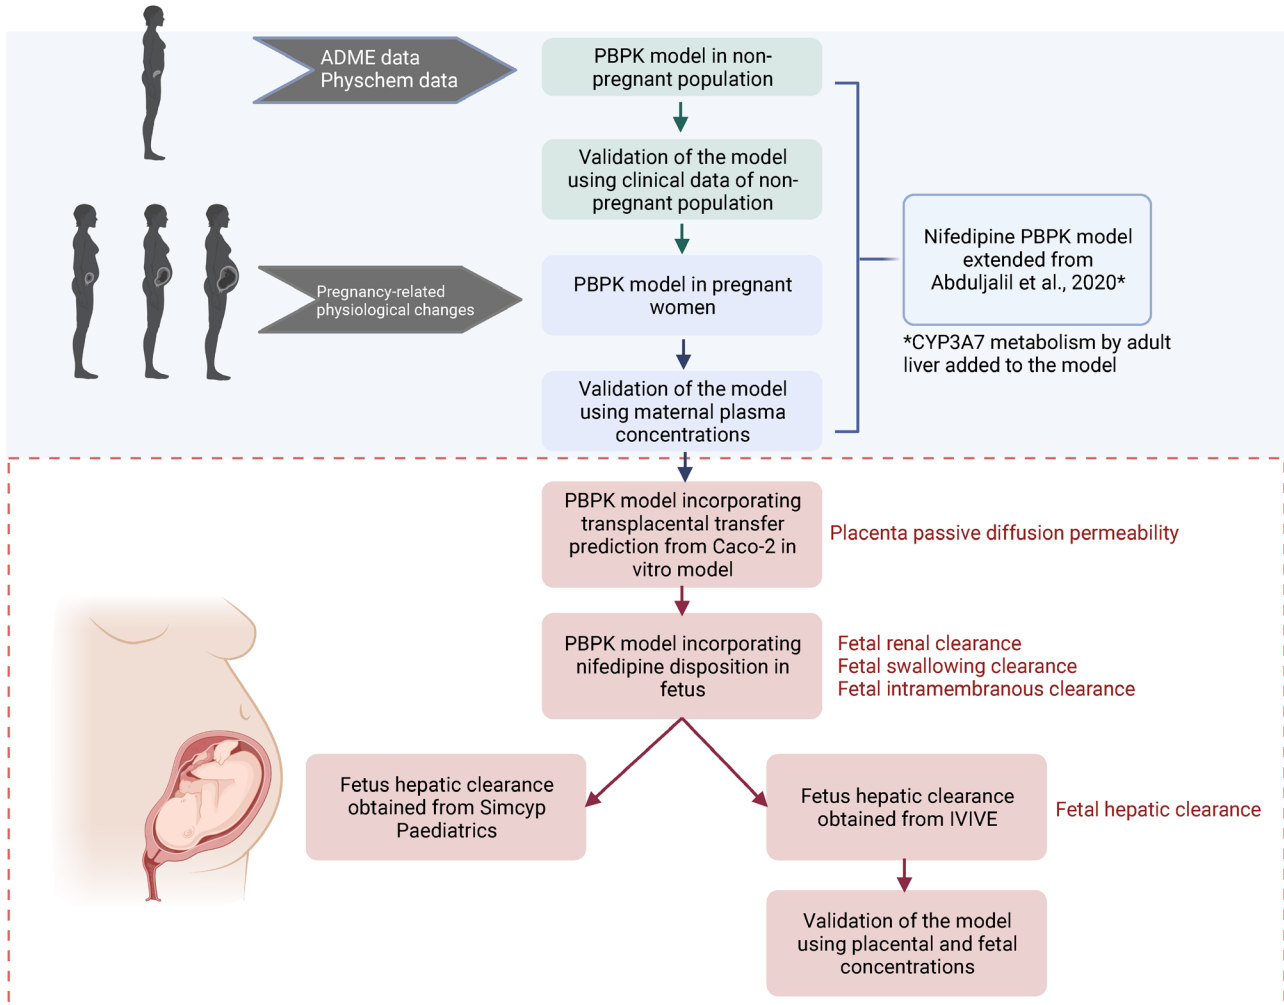 ADME data
Physchem data
PBPK model in non-
pregnant population
Validation of the model
using clinical data of non-
pregnant population
Pregnancy-related
physiological changes
PBPK model in pregnant
women
Nifedipine PBPK model
extended from
Abduljalil et al., 2020*
*CYP3A7 metabolism by adult
liver added to the model
Validation of the model
using maternal plasma
concentrations
PBPK model incorporating
transplacental transfer
prediction from Caco-2 in
vitro model
Placenta passive diffusion permeability
PBPK model incorporating
nifedipine disposition in
fetus
Fetal renal clearance
Fetal swallowing clearance
Fetal intramembranous clearance
Fetus hepatic clearance
obtained from Simcyp
Paediatrics
Fetus hepatic clearance
obtained from IVIVE
Fetal hepatic clearance
Validation of the model
using placental and fetal
concentrations